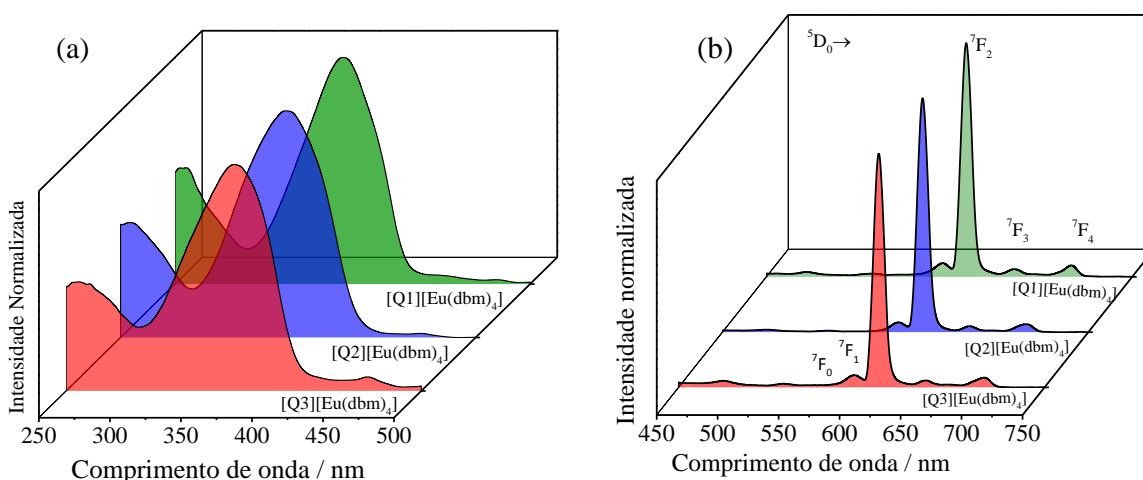 (a)
Intensidade Normalizada
[Q1][Eu(dbm)₄]
[Q2][Eu(dbm)₄]
[Q3][Eu(dbm)₄]
250 300 350 400 450 500
Comprimento de onda / nm
(b)
⁵D₀→
⁷F₂
⁷F₃
⁷F₄
Intensidade normalizada
[Q1][Eu(dbm)₄]
[Q2][Eu(dbm)₄]
⁷F₀
⁷F₁
[Q3][Eu(dbm)₄]
450 500 550 600 650 700 750
Comprimento de onda / nm